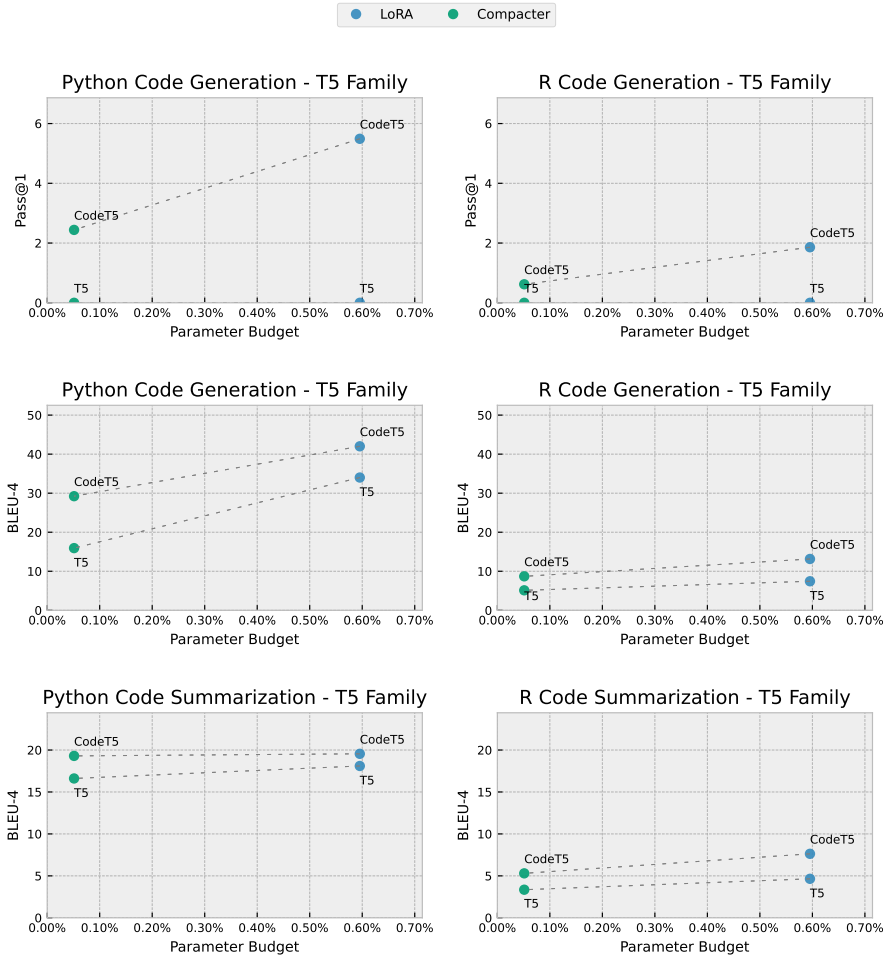 LoRA Compacter
Python Code Generation - T5 Family
Pass@1
6
4
2
0
CodeT5
CodeT5
T5
T5
0.00% 0.10% 0.20% 0.30% 0.40% 0.50% 0.60% 0.70%
Parameter Budget
R Code Generation - T5 Family
Pass@1
6
4
2
0
CodeT5
CodeT5
T5
T5
0.00% 0.10% 0.20% 0.30% 0.40% 0.50% 0.60% 0.70%
Parameter Budget
Python Code Generation - T5 Family
BLEU-4
50
40
30
20
10
0
CodeT5
CodeT5
T5
T5
0.00% 0.10% 0.20% 0.30% 0.40% 0.50% 0.60% 0.70%
Parameter Budget
R Code Generation - T5 Family
BLEU-4
50
40
30
20
10
0
CodeT5
CodeT5
T5
T5
0.00% 0.10% 0.20% 0.30% 0.40% 0.50% 0.60% 0.70%
Parameter Budget
Python Code Summarization - T5 Family
BLEU-4
20
15
10
5
0
CodeT5
CodeT5
T5
T5
0.00% 0.10% 0.20% 0.30% 0.40% 0.50% 0.60% 0.70%
Parameter Budget
R Code Summarization - T5 Family
BLEU-4
20
15
10
5
0
CodeT5
CodeT5
T5
T5
0.00% 0.10% 0.20% 0.30% 0.40% 0.50% 0.60% 0.70%
Parameter Budget